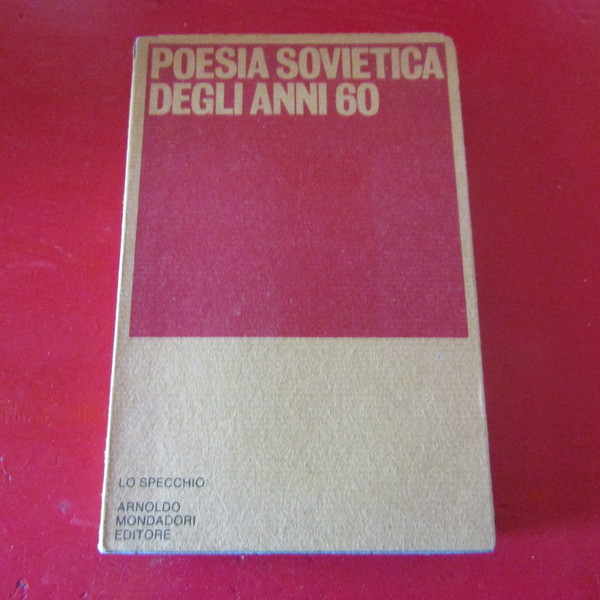 POESIA SOVIETICA
DEGLI ANNI 60
LO SPECCHIO
ARNOLDO
MONDADORI
EDITORE